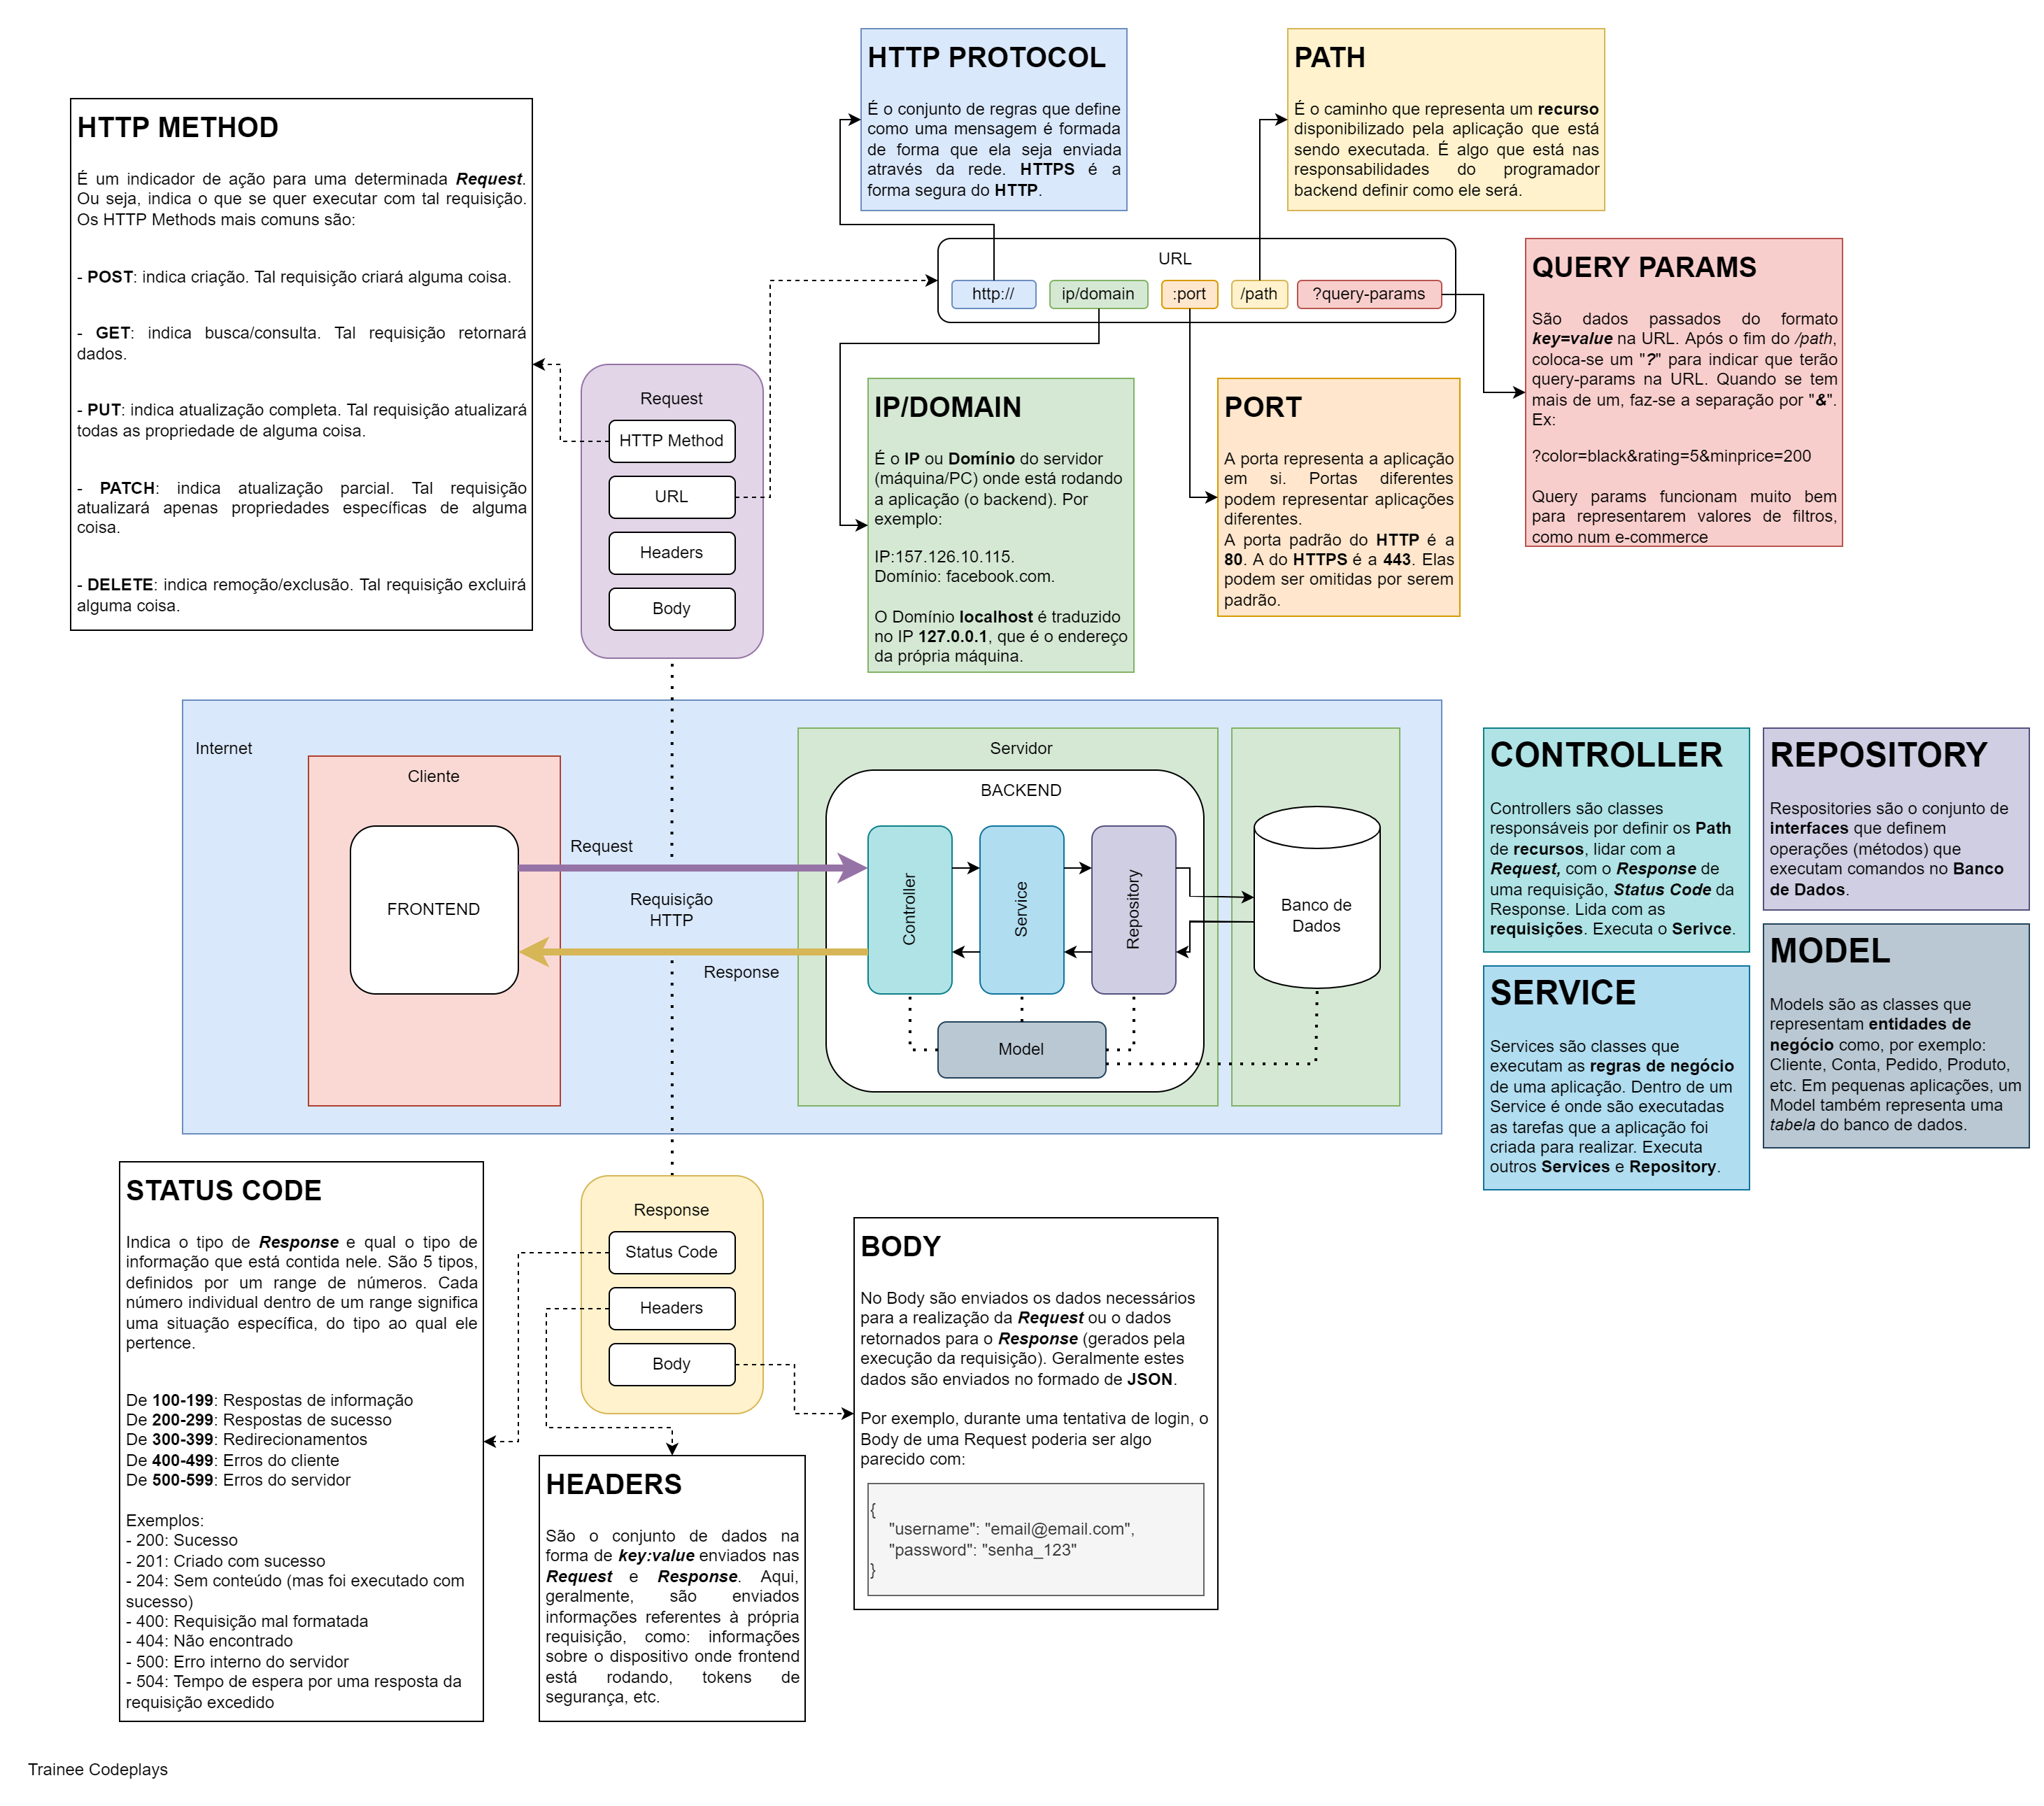 HTTP PROTOCOL
É o conjunto de regras que define
como uma mensagem é formada
de forma que ela seja enviada
através da rede. HTTPS é a
forma segura do HTTP.
PATH
É o caminho que representa um recurso
disponibilizado pela aplicação que está
sendo executada. É algo que está nas
responsabilidades do programador
backend definir como ele será.
HTTP METHOD
É um indicador de ação para uma determinada Request.
Ou seja, indica o que se quer executar com tal requisição.
Os HTTP Methods mais comuns são:
- POST: indica criação. Tal requisição criará alguma coisa.
- GET: indica busca/consulta. Tal requisição retornará
dados.
- PUT: indica atualização completa. Tal requisição atualizará
todas as propriedade de alguma coisa.
- PATCH: indica atualização parcial. Tal requisição
atualizará apenas propriedades específicas de alguma
coisa.
- DELETE: indica remoção/exclusão. Tal requisição excluirá
alguma coisa.
URL
http://
ip/domain
:port
/path
?query-params
QUERY PARAMS
São dados passados do formato
key=value na URL. Após o fim do /path,
coloca-se um "?" para indicar que terão
query-params na URL. Quando se tem
mais de um, faz-se a separação por "&".
Ex:
?color=black&rating=5&minprice=200
Query params funcionam muito bem
para representarem valores de filtros,
como num e-commerce
Request
HTTP Method
URL
Headers
Body
IP/DOMAIN
É o IP ou Domínio do servidor
(máquina/PC) onde está rodando
a aplicação (o backend). Por
exemplo:
IP:157.126.10.115.
Domínio: facebook.com.
O Domínio localhost é traduzido
no IP 127.0.0.1, que é o endereço
da própria máquina.
PORT
A porta representa a aplicação
em si. Portas diferentes
podem representar aplicações
diferentes.
A porta padrão do HTTP é a
80. A do HTTPS é a 443. Elas
podem ser omitidas por serem
padrão.
Internet
Cliente
FRONTEND
Request
Requisição
HTTP
Response
Servidor
BACKEND
Controller
Service
Repository
Model
Banco de
Dados
CONTROLLER
Controllers são classes
responsáveis por definir os Path
de recursos, lidar com a
Request, com o Response de
uma requisição, Status Code da
Response. Lida com as
requisições. Executa o Serivce.
REPOSITORY
Respositories são o conjunto de
interfaces que definem
operações (métodos) que
executam comandos no Banco
de Dados.
SERVICE
Services são classes que
executam as regras de negócio
de uma aplicação. Dentro de um
Service é onde são executadas
as tarefas que a aplicação foi
criada para realizar. Executa
outros Services e Repository.
MODEL
Models são as classes que
representam entidades de
negócio como, por exemplo:
Cliente, Conta, Pedido, Produto,
etc. Em pequenas aplicações, um
Model também representa uma
tabela do banco de dados.
STATUS CODE
Indica o tipo de Response e qual o tipo de
informação que está contida nele. São 5 tipos,
definidos por um range de números. Cada
número individual dentro de um range significa
uma situação específica, do tipo ao qual ele
pertence.
De 100-199: Respostas de informação
De 200-299: Respostas de sucesso
De 300-399: Redirecionamentos
De 400-499: Erros do cliente
De 500-599: Erros do servidor
Exemplos:
- 200: Sucesso
- 201: Criado com sucesso
- 204: Sem conteúdo (mas foi executado com
sucesso)
- 400: Requisição mal formatada
- 404: Não encontrado
- 500: Erro interno do servidor
- 504: Tempo de espera por uma resposta da
requisição excedido
Response
Status Code
Headers
Body
HEADERS
São o conjunto de dados na
forma de key:value enviados nas
Request e Response. Aqui,
geralmente, são enviados
informações referentes à própria
requisição, como: informações
sobre o dispositivo onde frontend
está rodando, tokens de
segurança, etc.
BODY
No Body são enviados os dados necessários
para a realização da Request ou o dados
retornados para o Response (gerados pela
execução da requisição). Geralmente estes
dados são enviados no formado de JSON.
Por exemplo, durante uma tentativa de login, o
Body de uma Request poderia ser algo
parecido com:
{
"username": "email@email.com",
"password": "senha_123"
}
Trainee Codeplays